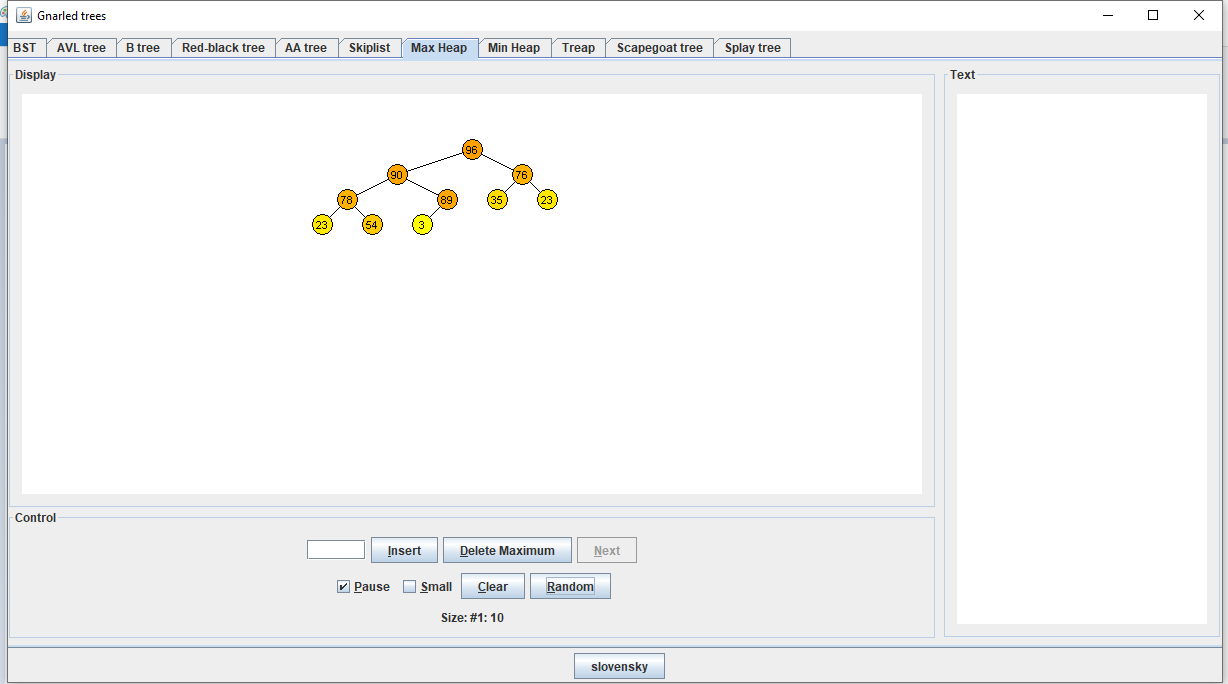 Gnarled trees
BST AVL tree B tree Red-black tree AA tree Skiplist Max Heap Min Heap Treap Scapegoat tree Splay tree
Display Text
96
90 76
78 89 35 23
23 54 3
Control
Insert Delete Maximum Next
Pause Small Clear Random
Size: #1: 10
slovensky